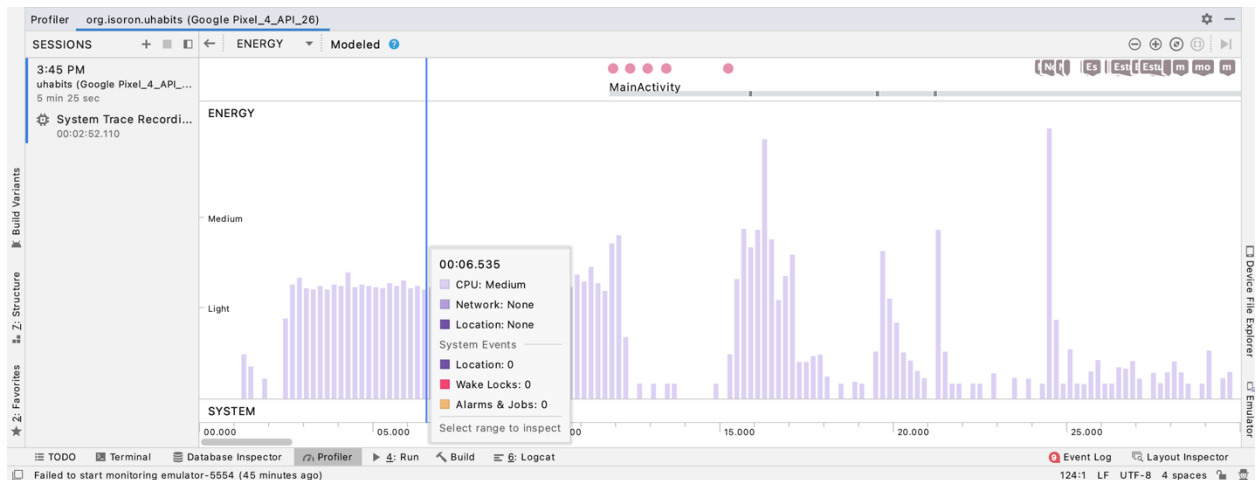 Profiler org.isoron.uhabits (Google Pixel_4_API_26)
SESSIONS
ENERGY
Modeled
3:45 PM
uhabits (Google Pixel_4_API_...
5 min 25 sec
System Trace Recordi...
00:02:52.110
MainActivity
Es
Est
Estu
m
mo
m
ENERGY
Medium
Light
00:06.535
CPU: Medium
Network: None
Location: None
System Events
Location: 0
Wake Locks: 0
Alarms & Jobs: 0
Select range to inspect
SYSTEM
00.000
05.000
15.000
20.000
25.000
Build Variants
Z: Structure
2: Favorites
Device File Explorer
Emulator
TODO
Terminal
Database Inspector
Profiler
4: Run
Build
6: Logcat
Event Log
Layout Inspector
Failed to start monitoring emulator-5554 (45 minutes ago)
124:1 LF UTF-8 4 spaces